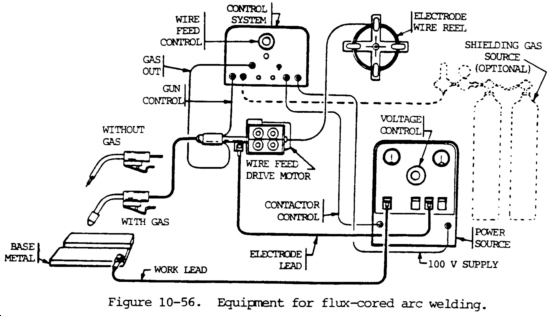 CONTROL
SYSTEM
WIRE
FEED
CONTROL
ELECTRODE
WIRE REEL
GAS
OUT
SHIELDING GAS
SOURCE
(OPTIONAL)
GUN
CONTROL
WITHOUT
GAS
VOLTAGE
CONTROL
WIRE FEED
DRIVE MOTOR
WITH GAS
CONTACTOR
CONTROL
POWER
SOURCE
BASE
METAL
ELECTRODE
LEAD
100 V SUPPLY
WORK LEAD
Figure 10-56. Equipment for flux-cored arc welding.